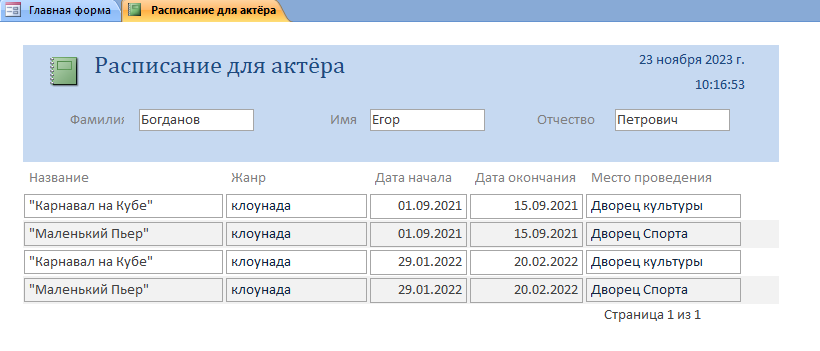 Главная форма Расписание для актёра
Расписание для актёра 23 ноября 2023 г.
10:16:53
Фамилия Богданов Имя Егор Отчество Петрович
Название Жанр Дата начала Дата окончания Место проведения
"Карнавал на Кубе" клоунада 01.09.2021 15.09.2021 Дворец культуры
"Маленький Пьер" клоунада 01.09.2021 15.09.2021 Дворец Спорта
"Карнавал на Кубе" клоунада 29.01.2022 20.02.2022 Дворец культуры
"Маленький Пьер" клоунада 29.01.2022 20.02.2022 Дворец Спорта
Страница 1 из 1